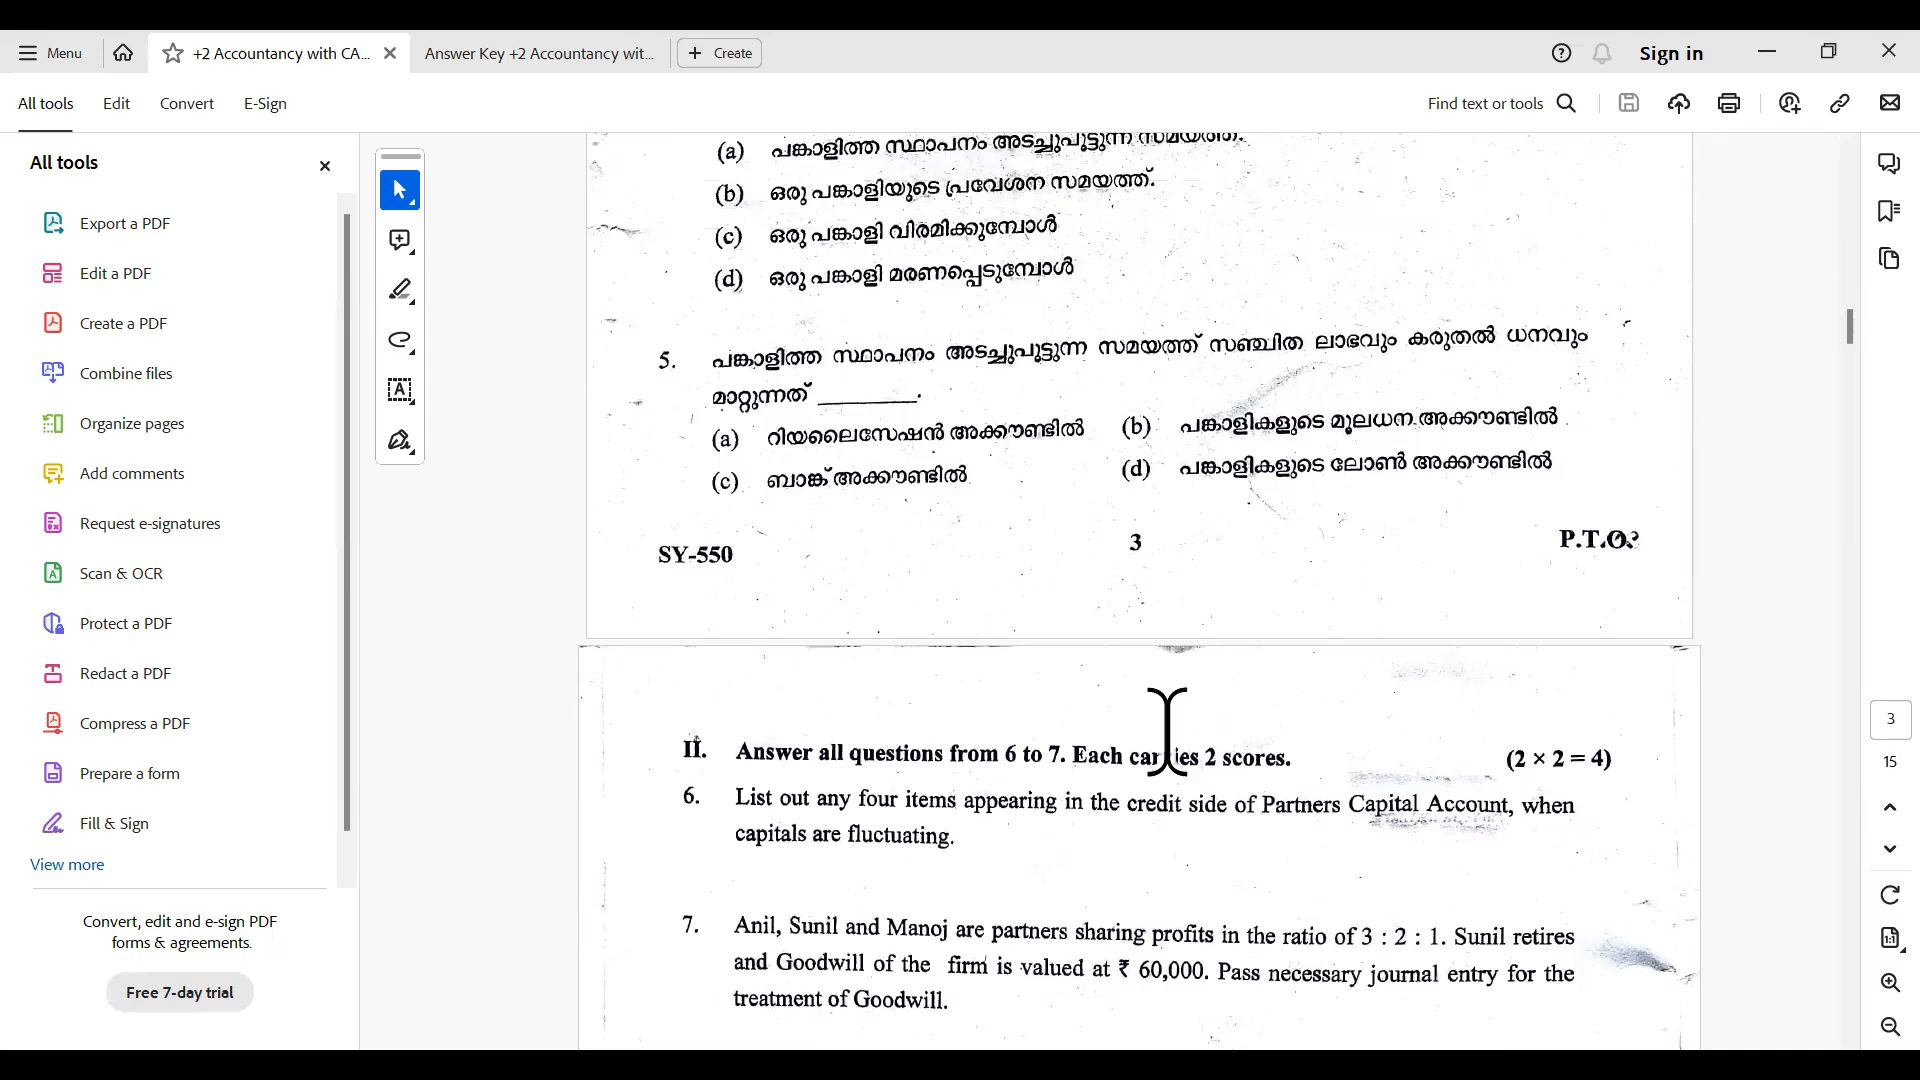 Menu
+2 Accountancy with CA...
Answer Key +2 Accountancy wit...
Create
Sign in
All tools
Edit
Convert
E-Sign
Find text or tools
All tools
Export a PDF
Edit a PDF
Create a PDF
Combine files
Organize pages
Add comments
Request e-signatures
Scan & OCR
Protect a PDF
Redact a PDF
Compress a PDF
Prepare a form
Fill & Sign
View more
Convert, edit and e-sign PDF
forms & agreements.
Free 7-day trial
(a) പങ്കാളിത്ത സ്ഥാപനം അടച്ചുപൂട്ടുന്ന സമയത്ത്.
(b) ഒരു പങ്കാളിയുടെ പ്രവേശന സമയത്ത്.
(c) ഒരു പങ്കാളി വിരമിക്കുമ്പോൾ
(d) ഒരു പങ്കാളി മരണപ്പെടുമ്പോൾ
5. പങ്കാളിത്ത സ്ഥാപനം അടച്ചുപൂട്ടുന്ന സമയത്ത് സഞ്ചിത ലാഭവും കരുതൽ ധനവും
മാറ്റുന്നത് ________.
(a) റിയലൈസേഷൻ അക്കൗണ്ടിൽ (b) പങ്കാളികളുടെ മൂലധന അക്കൗണ്ടിൽ
(c) ബാങ്ക് അക്കൗണ്ടിൽ (d) പങ്കാളികളുടെ ലോൺ അക്കൗണ്ടിൽ
SY-550 3 P.T.O.
II. Answer all questions from 6 to 7. Each carries 2 scores. (2 × 2 = 4)
6. List out any four items appearing in the credit side of Partners Capital Account, when
capitals are fluctuating.
7. Anil, Sunil and Manoj are partners sharing profits in the ratio of 3 : 2 : 1. Sunil retires
and Goodwill of the firm is valued at ₹ 60,000. Pass necessary journal entry for the
treatment of Goodwill.
3
15